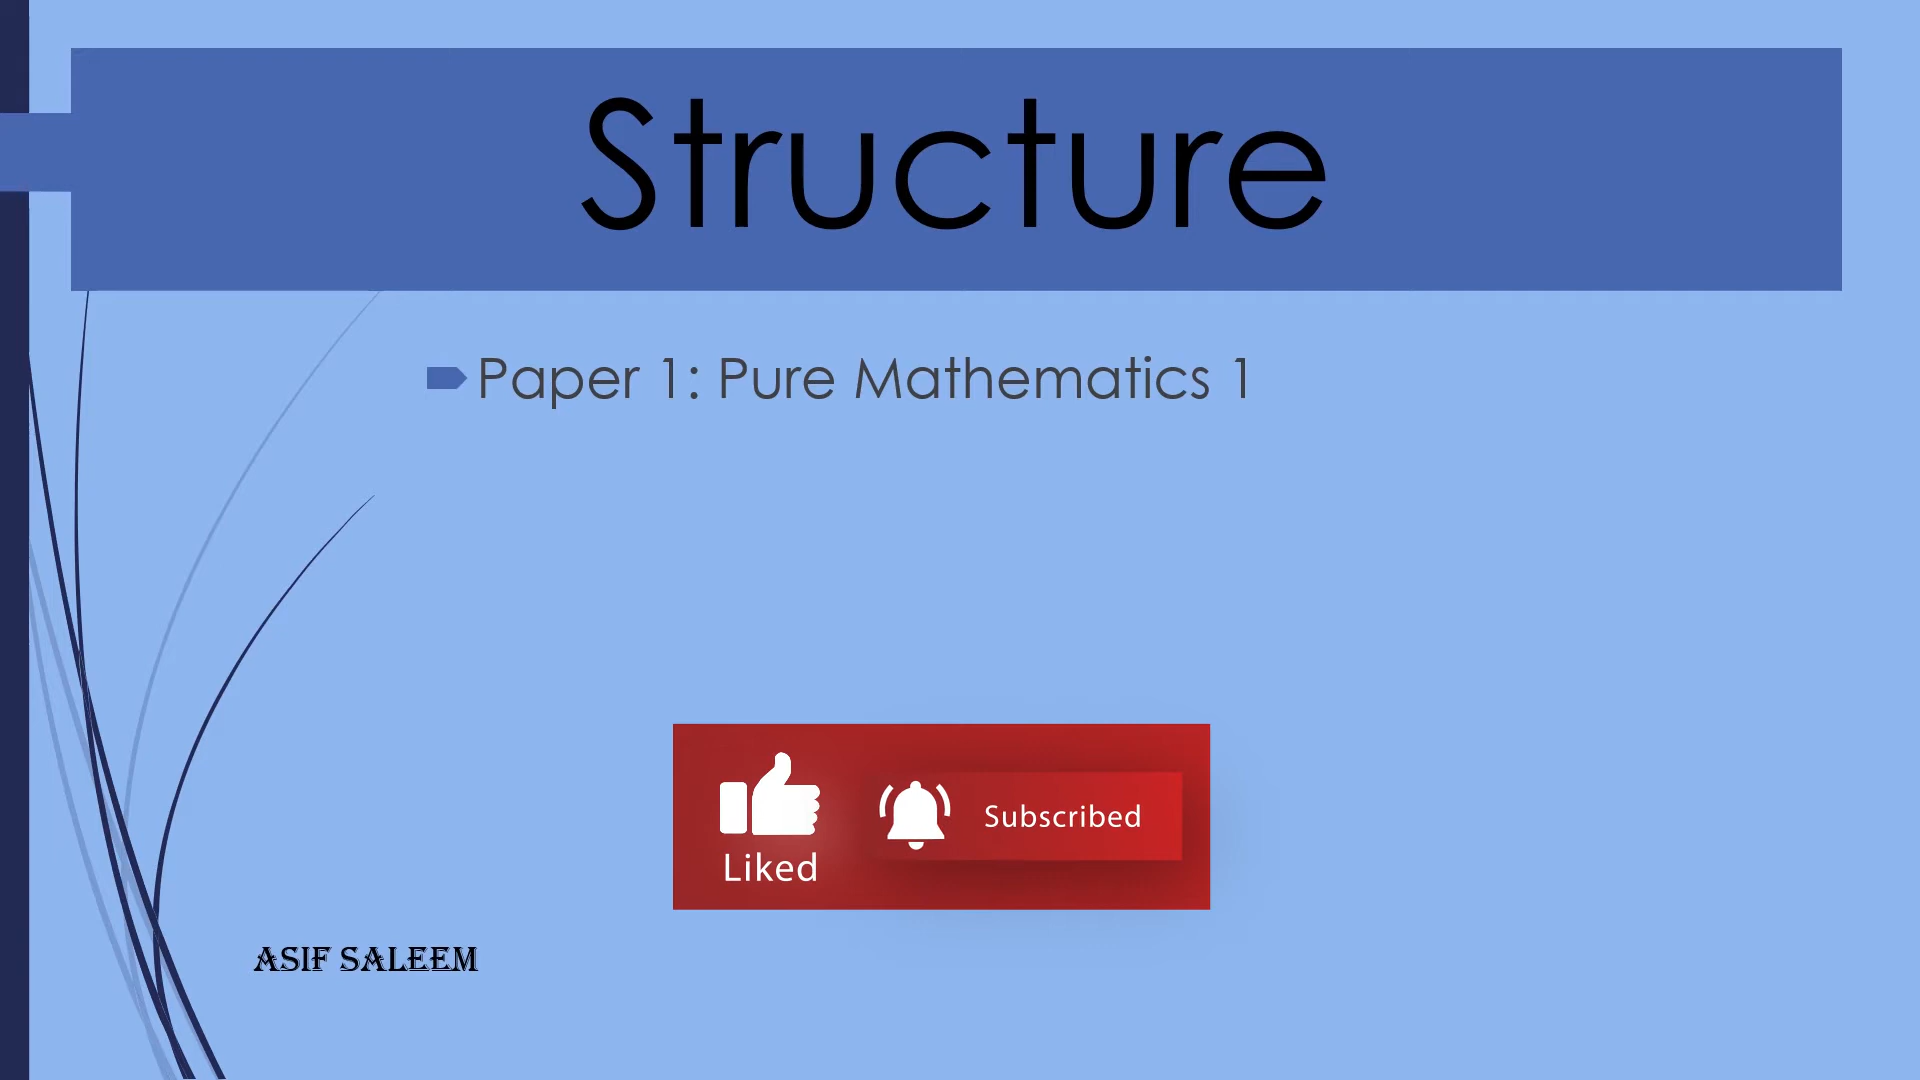 Structure
Paper 1: Pure Mathematics 1
Subscribed
Liked
ASIF SALEEM